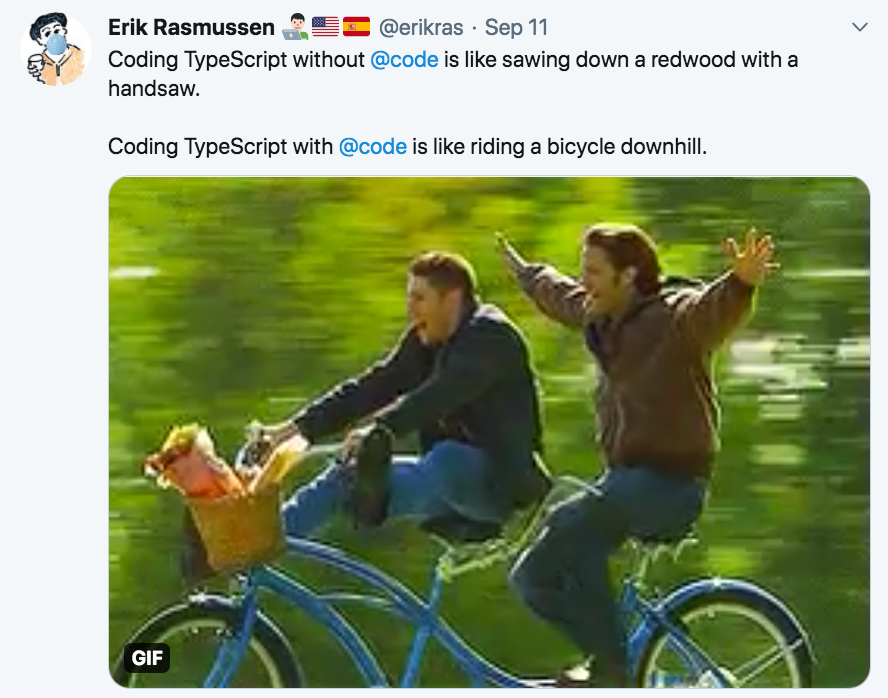 Erik Rasmussen 👨🏻‍💻🇺🇸🇪🇸 @erikras · Sep 11
Coding TypeScript without @code is like sawing down a redwood with a
handsaw.
Coding TypeScript with @code is like riding a bicycle downhill.
GIF